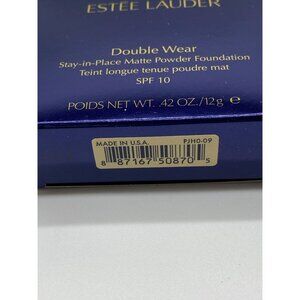 ESTĒE LAUDER
Double Wear
Stay-in-Place Matte Powder Foundation
Teint longue tenue poudre mat
SPF 10
POIDS NET WT. .42 OZ./12g e
MADE IN U.S.A. PJH0-09
8 87167 50870 5